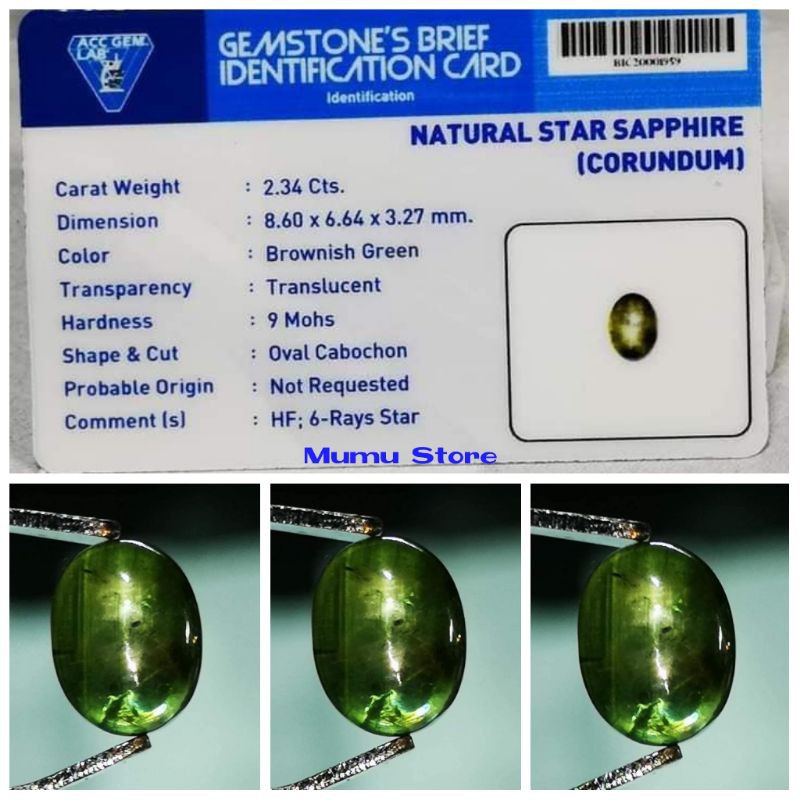 ACC GEM
LAB
GEMSTONE'S BRIEF
IDENTIFICATION CARD
Identification
BIC20001959
NATURAL STAR SAPPHIRE
(CORUNDUM)
Carat Weight : 2.34 Cts.
Dimension : 8.60 x 6.64 x 3.27 mm.
Color : Brownish Green
Transparency : Translucent
Hardness : 9 Mohs
Shape & Cut : Oval Cabochon
Probable Origin : Not Requested
Comment (s) : HF; 6-Rays Star
Mumu Store